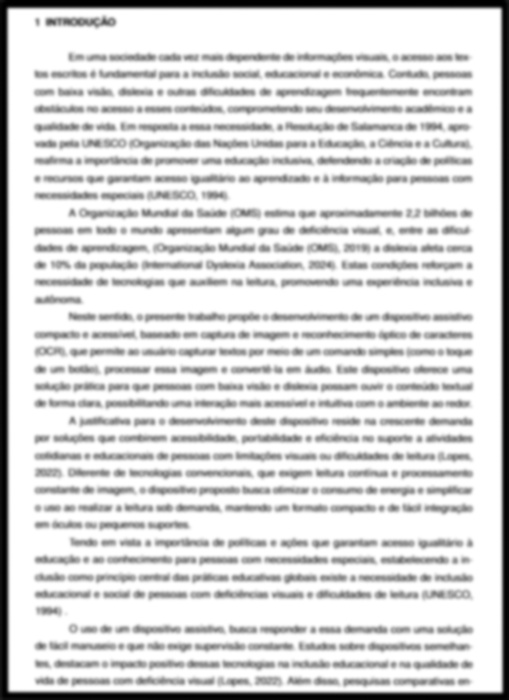 1 INTRODUÇÃO
Em uma sociedade cada vez mais dependente de informações visuais, o acesso aos tex-
tos escritos é fundamental para a inclusão social, educacional e econômica. Contudo, pessoas
com baixa visão, dislexia e outras dificuldades de aprendizagem frequentemente encontram
obstáculos no acesso a esses conteúdos, comprometendo seu desenvolvimento acadêmico e a
qualidade de vida. Em resposta a essa necessidade, a Resolução de Salamanca de 1994, apro-
vada pela UNESCO (Organização das Nações Unidas para a Educação, a Ciência e a Cultura),
reafirma a importância de promover uma educação inclusiva, defendendo a criação de políticas
e recursos que garantam acesso igualitário ao aprendizado e à informação para pessoas com
necessidades especiais (UNESCO, 1994).
A Organização Mundial da Saúde (OMS) estima que aproximadamente 2,2 bilhões de
pessoas em todo o mundo apresentam algum grau de deficiência visual, e, entre as dificul-
dades de aprendizagem, (Organização Mundial da Saúde (OMS), 2019) a dislexia afeta cerca
de 10% da população (International Dyslexia Association, 2024). Estas condições reforçam a
necessidade de tecnologias que auxiliem na leitura, promovendo uma experiência inclusiva e
autônoma.
Neste sentido, o presente trabalho propõe o desenvolvimento de um dispositivo assistivo
compacto e acessível, baseado em captura de imagem e reconhecimento óptico de caracteres
(OCR), que permite ao usuário capturar textos por meio de um comando simples (como o toque
de um botão), processar essa imagem e convertê-la em áudio. Este dispositivo oferece uma
solução prática para que pessoas com baixa visão e dislexia possam ouvir o conteúdo textual
de forma clara, possibilitando uma interação mais acessível e intuitiva com o ambiente ao redor.
A justificativa para o desenvolvimento deste dispositivo reside na crescente demanda
por soluções que combinem acessibilidade, portabilidade e eficiência no suporte a atividades
cotidianas e educacionais de pessoas com limitações visuais ou dificuldades de leitura (Lopes,
2022). Diferente de tecnologias convencionais, que exigem leitura contínua e processamento
constante de imagem, o dispositivo proposto busca otimizar o consumo de energia e simplificar
o uso ao realizar a leitura sob demanda, mantendo um formato compacto e de fácil integração
em óculos ou pequenos suportes.
Tendo em vista a importância de políticas e ações que garantam acesso igualitário à
educação e ao conhecimento para pessoas com necessidades especiais, estabelecendo a in-
clusão como princípio central das práticas educativas globais existe a necessidade de inclusão
educacional e social de pessoas com deficiências visuais e dificuldades de leitura (UNESCO,
1994) .
O uso de um dispositivo assistivo, busca responder a essa demanda com uma solução
de fácil manuseio e que não exige supervisão constante. Estudos sobre dispositivos semelhan-
tes, destacam o impacto positivo dessas tecnologias na inclusão educacional e na qualidade de
vida de pessoas com deficiência visual (Lopes, 2022). Além disso, pesquisas comparativas en-